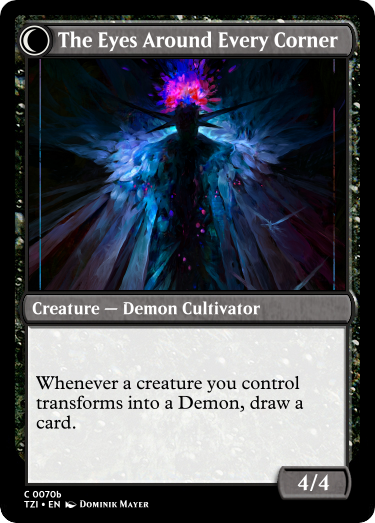 The Eyes Around Every Corner
Creature — Demon Cultivator
Whenever a creature you control
transforms into a Demon, draw a
card.
4/4
C 0070b
TZI • EN Dominik Mayer